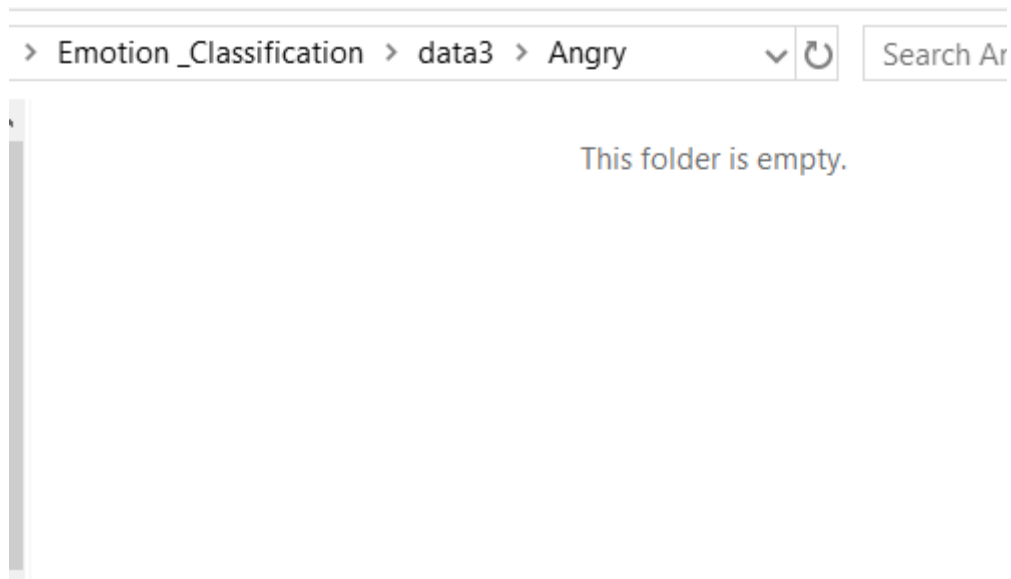 > Emotion _Classification > data3 > Angry
Search Ar
This folder is empty.